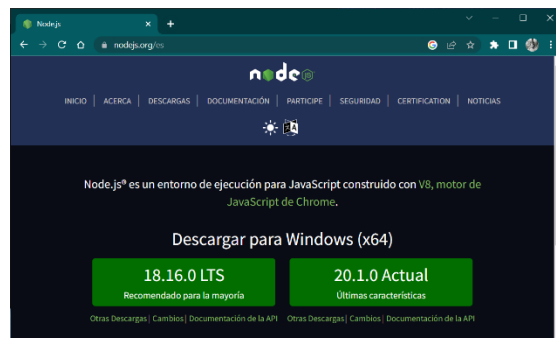 Node.js
nodejs.org/es
node JS
INICIO | ACERCA | DESCARGAS | DOCUMENTACIÓN | PARTICIPE | SEGURIDAD | CERTIFICATION | NOTICIAS
Node.js® es un entorno de ejecución para JavaScript construido con V8, motor de
JavaScript de Chrome.
Descargar para Windows (x64)
18.16.0 LTS
Recomendado para la mayoría
20.1.0 Actual
Últimas características
Otras Descargas | Cambios | Documentación de la API
Otras Descargas | Cambios | Documentación de la API